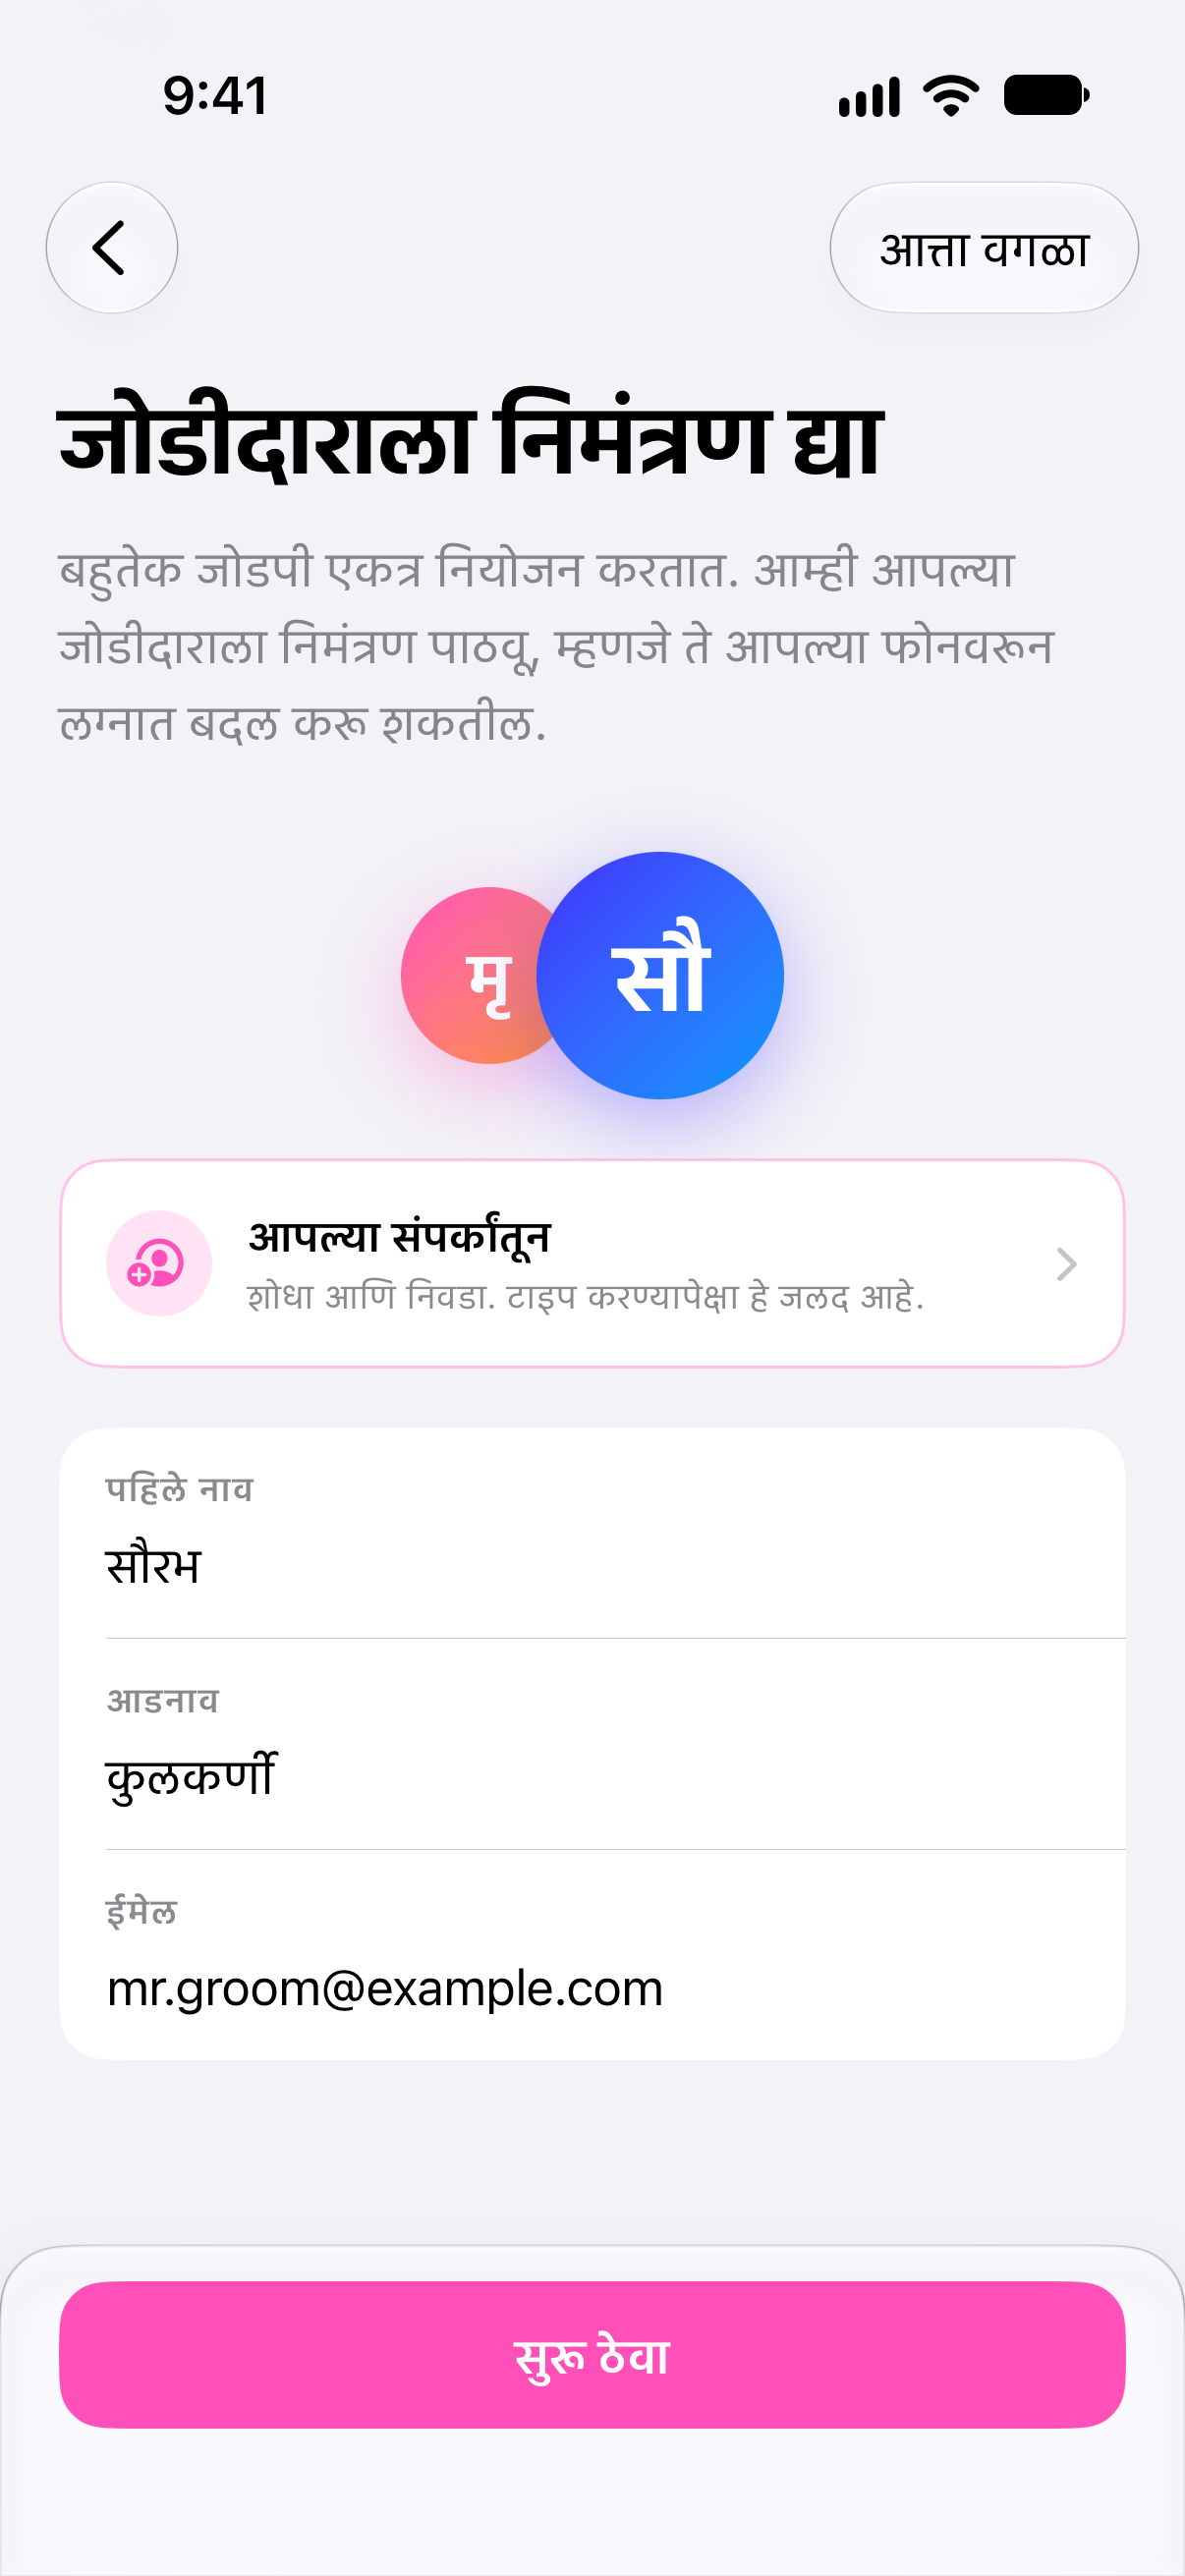 9:41
आत्ता वगळा
जोडीदाराला निमंत्रण द्या
बहुतेक जोडपी एकत्र नियोजन करतात. आम्ही आपल्या
जोडीदाराला निमंत्रण पाठवू, म्हणजे ते आपल्या फोनवरून
लग्नात बदल करू शकतील.
मृ
सौ
आपल्या संपर्कांतून
शोधा आणि निवडा. टाइप करण्यापेक्षा हे जलद आहे.
पहिले नाव
सौरभ
आडनाव
कुलकर्णी
ईमेल
mr.groom@example.com
सुरू ठेवा